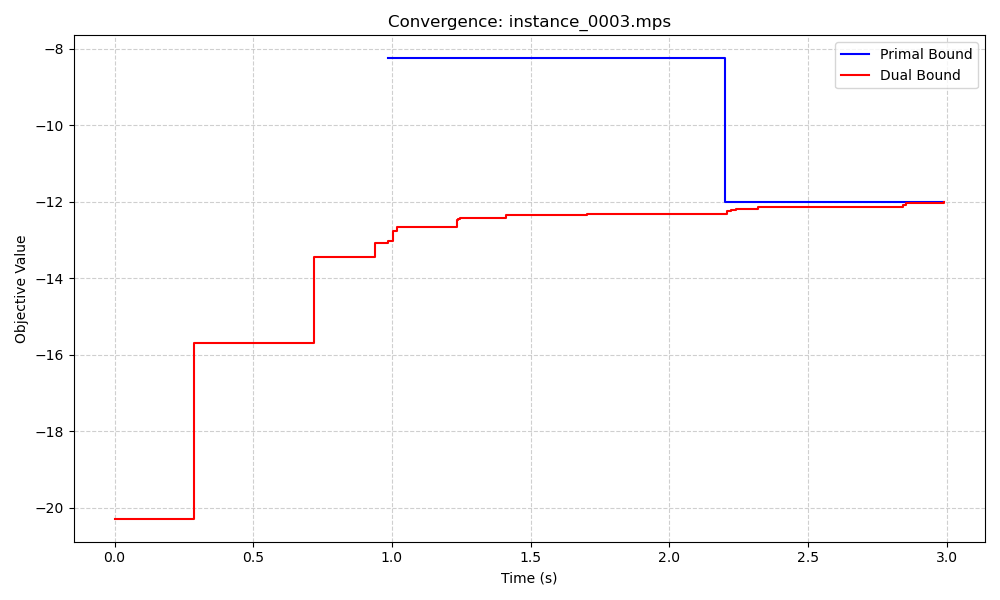 Convergence: instance_0003.mps
Primal Bound
Dual Bound
Objective Value
−8
−10
−12
−14
−16
−18
−20
0.0 0.5 1.0 1.5 2.0 2.5 3.0
Time (s)